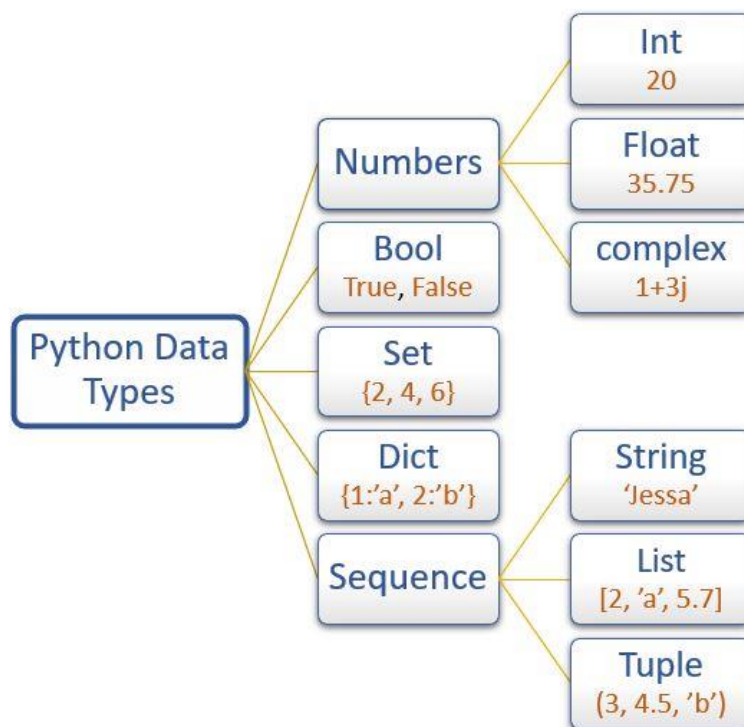 Python Data
Types
Numbers
Int
20
Float
35.75
complex
1+3j
Bool
True, False
Set
{2, 4, 6}
Dict
{1:’a’, 2:’b’}
Sequence
String
‘Jessa’
List
[2, ’a’, 5.7]
Tuple
(3, 4.5, ’b’)